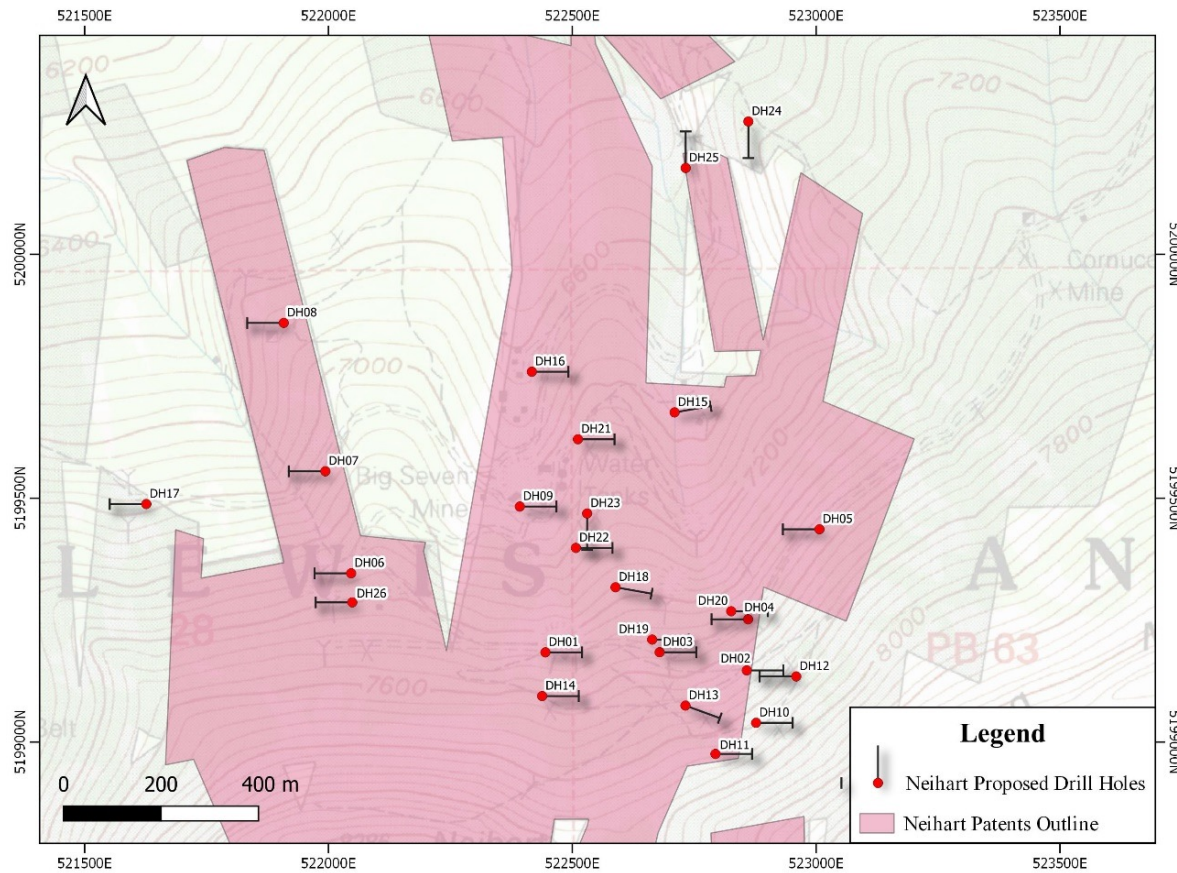 521500E 522000E 522500E 523000E 523500E
6200
6600
7200
DH24
DH25
5200000N
5200000N
6400
Cornuc
Mine
6600
DH08
7000
DH16
DH15
7800
DH21
Water
Tanks
Big Seven
Mine
DH07
DH17
DH09
DH23
5199500N
5199500N
DH05
DH22
L E W I S A N
DH06
DH18
DH26
DH20
DH04
28
DH19
DH01
DH03
8000
PB 63
DH02
DH12
7600
DH14
DH13
DH10
Belt
DH11
5199000N
5199000N
Legend
Neihart Proposed Drill Holes
Neihart Patents Outline
0 200 400 m
Neihart
521500E 522000E 522500E 523000E 523500E